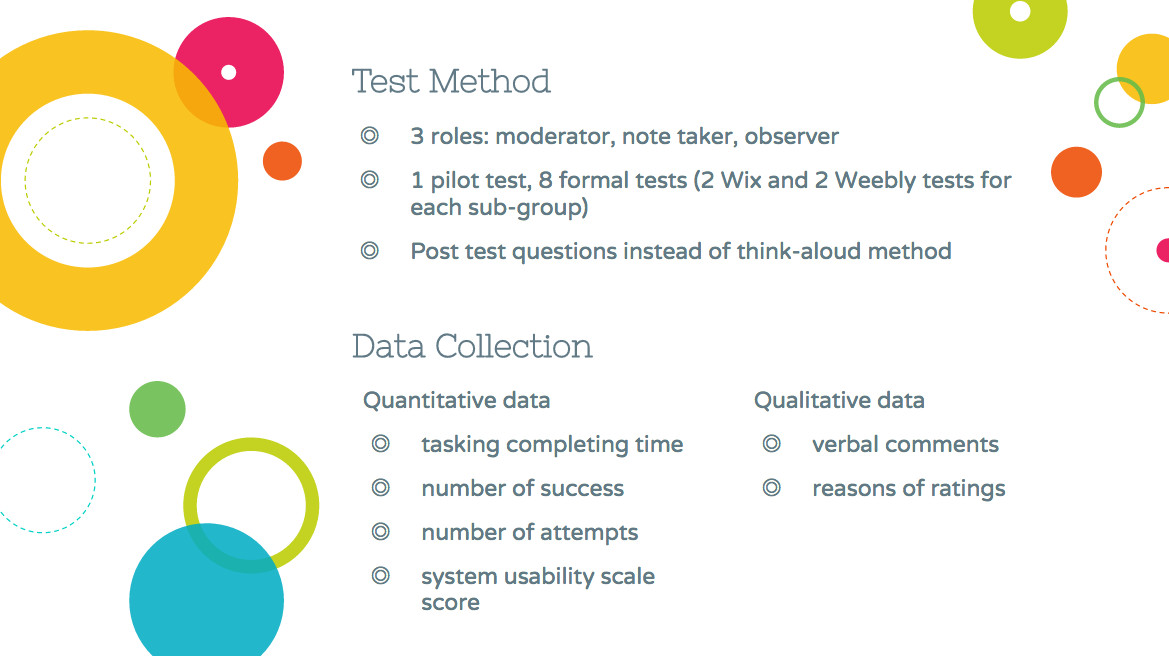 Test Method
3 roles: moderator, note taker, observer
1 pilot test, 8 formal tests (2 Wix and 2 Weebly tests for
each sub-group)
Post test questions instead of think-aloud method
Data Collection
Quantitative data
tasking completing time
number of success
number of attempts
system usability scale
score
Qualitative data
verbal comments
reasons of ratings